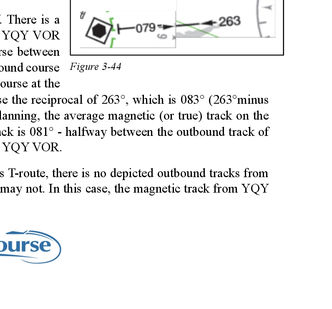 . There is a
YQY VOR
rse between
ound course
ourse at the
079
263
Figure 3-44
se the reciprocal of 263°, which is 083° (263°minus
lanning, the average magnetic (or true) track on the
ck is 081° - halfway between the outbound track of
YQY VOR.
s T-route, there is no depicted outbound tracks from
may not. In this case, the magnetic track from YQY
ourse